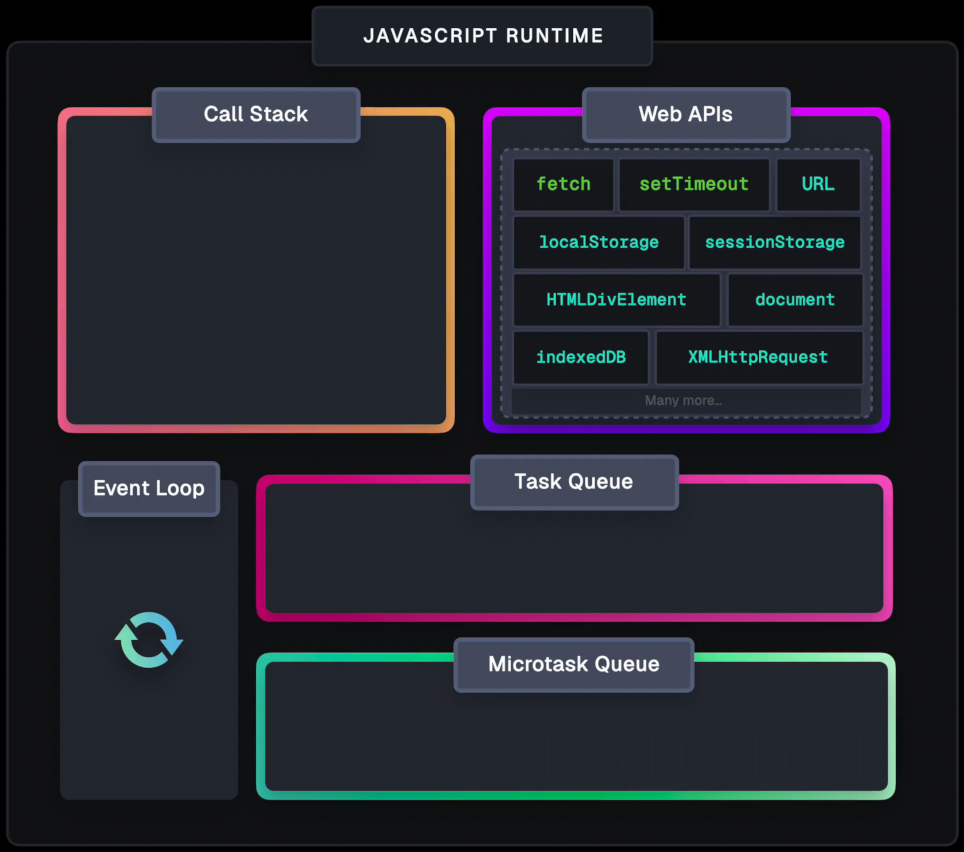 JAVASCRIPT RUNTIME
Call Stack
Web APIs
fetch
setTimeout
URL
localStorage
sessionStorage
HTMLDivElement
document
indexedDB
XMLHttpRequest
Many more...
Event Loop
Task Queue
Microtask Queue